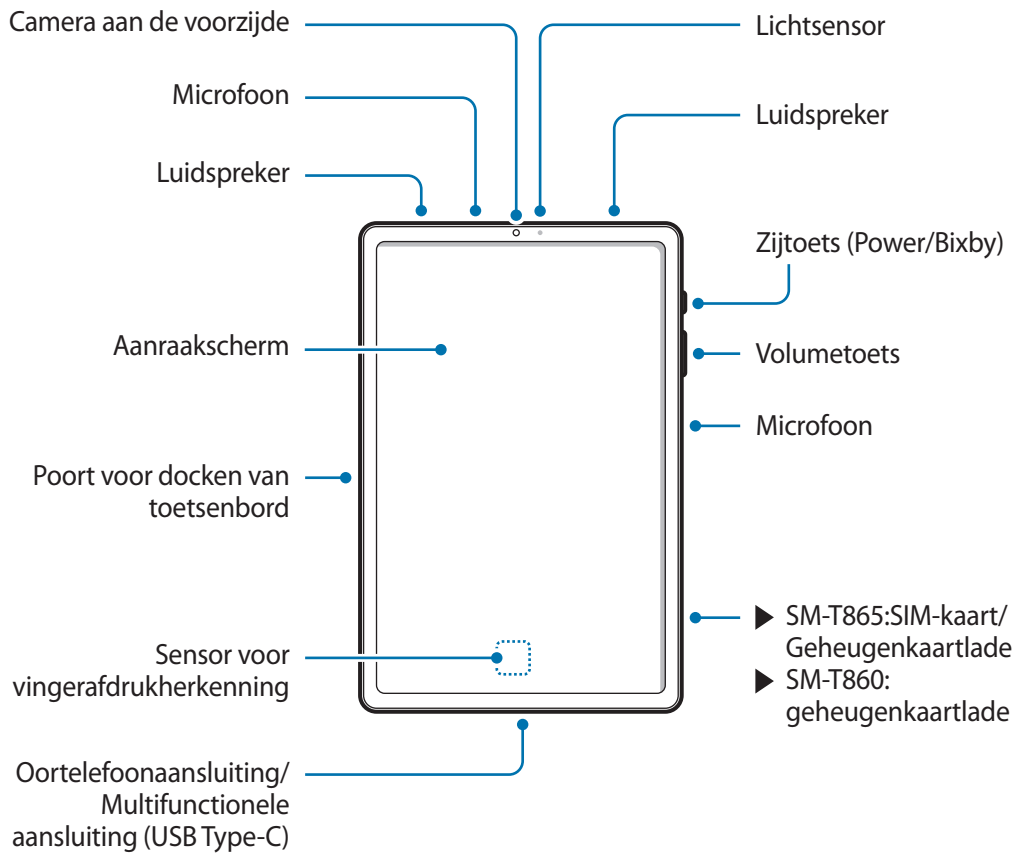 Camera aan de voorzijde
Microfoon
Luidspreker
Aanraakscherm
Poort voor docken van
toetsenbord
Sensor voor
vingerafdrukherkenning
Oortelefoonaansluiting/
Multifunctionele
aansluiting (USB Type-C)
Lichtsensor
Luidspreker
Zijtoets (Power/Bixby)
Volumetoets
Microfoon
▶ SM-T865:SIM-kaart/
Geheugenkaartlade
▶ SM-T860:
geheugenkaartlade